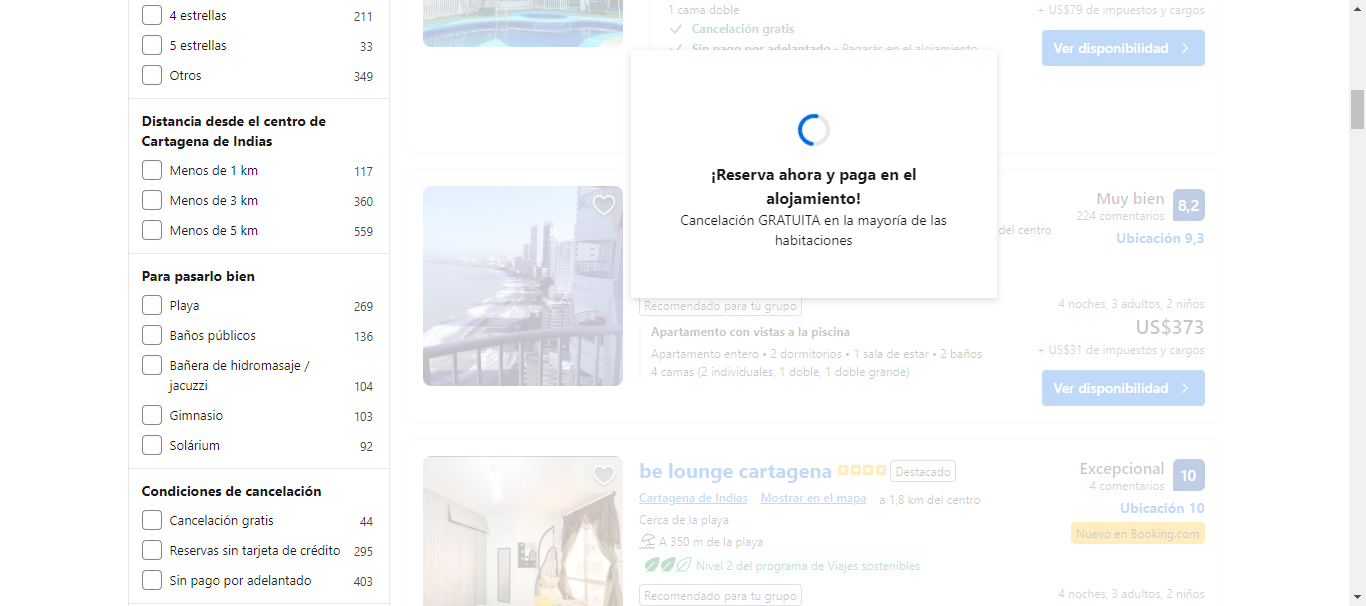 4 estrellas 211
5 estrellas 33
Otros 349
Distancia desde el centro de
Cartagena de Indias
Menos de 1 km 117
Menos de 3 km 360
Menos de 5 km 559
Para pasarlo bien
Playa 269
Baños públicos 136
Bañera de hidromasaje /
jacuzzi 104
Gimnasio 103
Solárium 92
Condiciones de cancelación
Cancelación gratis 44
Reservas sin tarjeta de crédito 295
Sin pago por adelantado 403
1 cama doble
Cancelación gratis
Sin pago por adelantado - Pagarás en el alojamiento
+ US$79 de impuestos y cargos
Ver disponibilidad
¡Reserva ahora y paga en el
alojamiento!
Cancelación GRATUITA en la mayoría de las
habitaciones
del centro
Muy bien 8,2
224 comentarios
Ubicación 9,3
Recomendado para tu grupo
Apartamento con vistas a la piscina
Apartamento entero • 2 dormitorios • 1 sala de estar • 2 baños
4 camas (2 individuales, 1 doble, 1 doble grande)
4 noches, 3 adultos, 2 niños
US$373
+ US$31 de impuestos y cargos
Ver disponibilidad
be lounge cartagena Destacado
Cartagena de Indias Mostrar en el mapa a 1,8 km del centro
Cerca de la playa
A 350 m de la playa
Nivel 2 del programa de Viajes sostenibles
Recomendado para tu grupo
Excepcional 10
4 comentarios
Ubicación 10
Nuevo en Booking.com
4 noches, 3 adultos, 2 niños